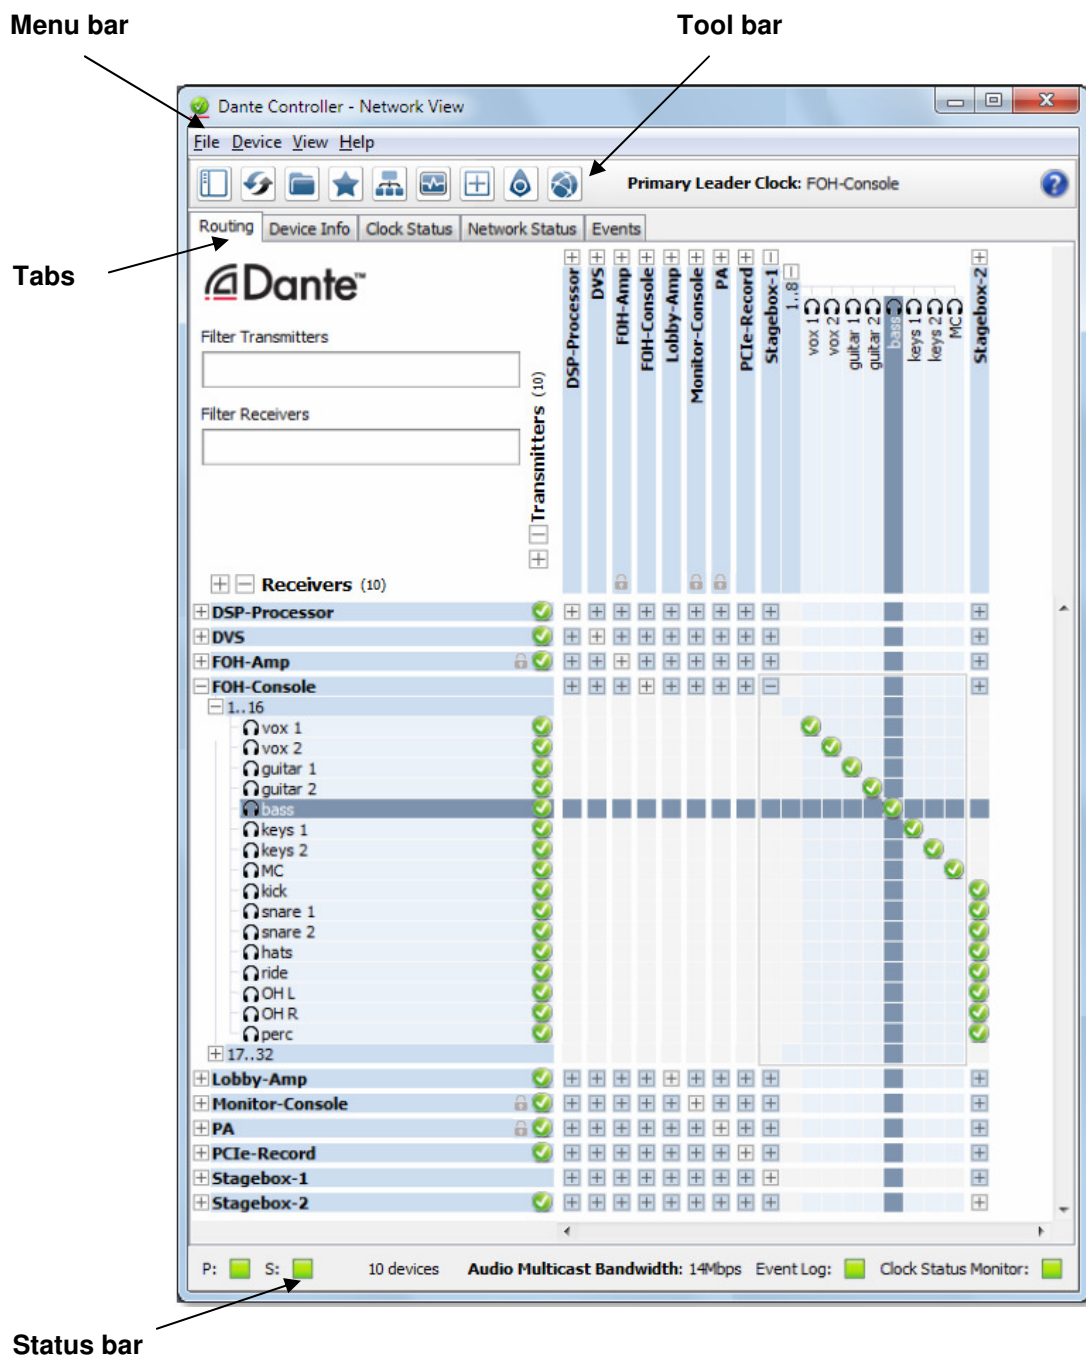 Menu bar
Tool bar
Dante Controller - Network View
File Device View Help
Primary Leader Clock: FOH-Console
?
Routing Device Info Clock Status Network Status Events
Tabs
Dante™
Filter Transmitters
Filter Receivers
Transmitters (10)
DSP-Processor
DVS
FOH-Amp
FOH-Console
Lobby-Amp
Monitor-Console
PA
PCIe-Record
Stagebox-1
1..8
vox 1
vox 2
guitar 1
guitar 2
bass
keys 1
keys 2
MC
Stagebox-2
Receivers (10)
DSP-Processor
DVS
FOH-Amp
FOH-Console
1..16
vox 1
vox 2
guitar 1
guitar 2
bass
keys 1
keys 2
MC
kick
snare 1
snare 2
hats
ride
OH L
OH R
perc
17..32
Lobby-Amp
Monitor-Console
PA
PCIe-Record
Stagebox-1
Stagebox-2
P: S: 10 devices Audio Multicast Bandwidth: 14Mbps Event Log: Clock Status Monitor:
Status bar